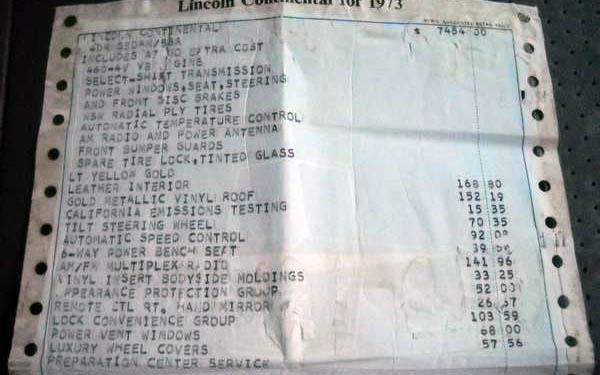 Lincoln Continental for 1973
LINCOLN CONTINENTAL $ 7454 00
4DR SEDAN/53A
INCLUDES AT NO EXTRA COST
460-4V V8
SELECT-SHIFT TRANSMISSION
POWER WINDOWS,SEAT,STEERING
AND FRONT DISC BRAKES
WSW RADIAL PLY TIRES
AUTOMATIC TEMPERATURE CONTROL
AM RADIO AND POWER ANTENNA
FRONT BUMPER GUARDS
SPARE TIRE LOCK,TINTED GLASS
LT YELLOW GOLD
LEATHER INTERIOR 168 80
GOLD METALLIC VINYL ROOF 152 19
CALIFORNIA EMISSIONS TESTING 15 35
TILT STEERING WHEEL 70 35
AUTOMATIC SPEED CONTROL 92
6-WAY POWER BENCH SEAT 39
AM/FM MULTIPLEX RADIO 141 96
VINYL INSERT BODYSIDE MOLDINGS 33 25
APPEARANCE PROTECTION GROUP 52 00
REMOTE CTL RT. HAND MIRROR 26
LOCK CONVENIENCE GROUP 103 59
POWER VENT WINDOWS 68 00
LUXURY WHEEL COVERS 57 56
PREPARATION CENTER SERVICE